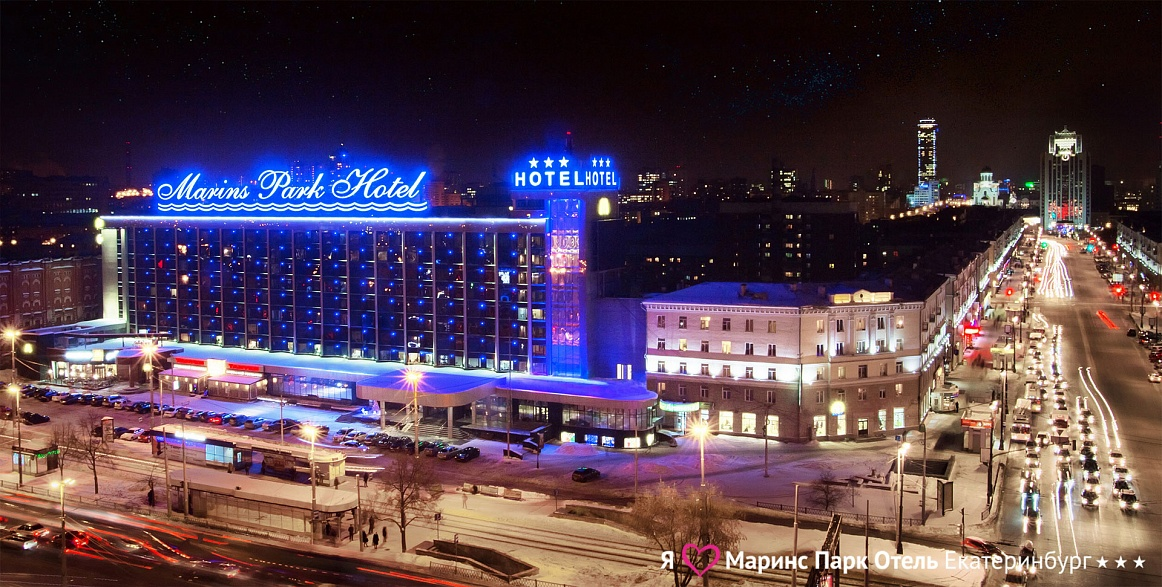 Marins Park Hotel
★★★ ★★★
HOTEL HOTEL
Я Маринс Парк Отель Екатеринбург ★★★